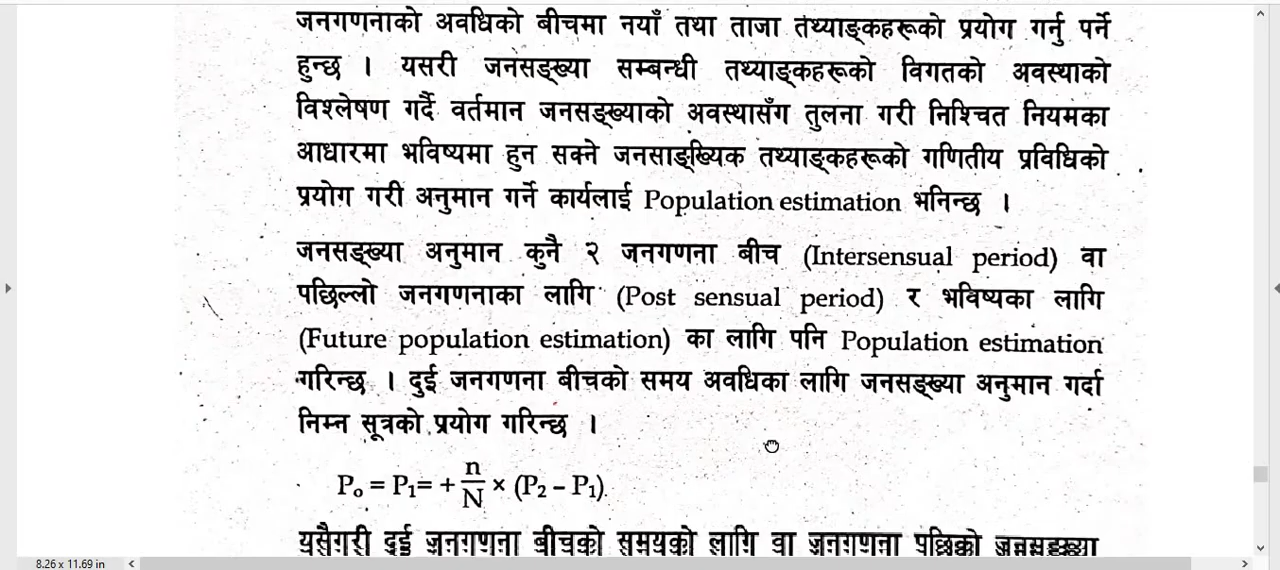 जनगणनाको अवधिको बीचमा नयाँ तथा ताजा तथ्याङ्कहरूको प्रयोग गर्नु पर्ने
हुन्छ । यसरी जनसङ्ख्या सम्बन्धी तथ्याङ्कहरूको विगतको अवस्थाको
विश्लेषण गर्दै वर्तमान जनसङ्ख्याको अवस्थासँग तुलना गरी निश्चित नियमका
आधारमा भविष्यमा हुन सक्ने जनसाङ्ख्यिक तथ्याङ्कहरूको गणितीय प्रविधिको
प्रयोग गरी अनुमान गर्ने कार्यलाई Population estimation भनिन्छ ।
जनसङ्ख्या अनुमान कुनै २ जनगणना बीच (Intersensual period) वा
पछिल्लो जनगणनाका लागि (Post sensual period) र भविष्यका लागि
(Future population estimation) का लागि पनि Population estimation
गरिन्छ । दुई जनगणना बीचको समय अवधिका लागि जनसङ्ख्या अनुमान गर्दा
निम्न सूत्रको प्रयोग गरिन्छ ।
Pₒ = P₁= + n/N × (P₂ – P₁)
यसैगरी दुई जनगणना बीचको समयको लागि वा जनगणना पछिको जनसङ्ख्या
8.26 x 11.69 in